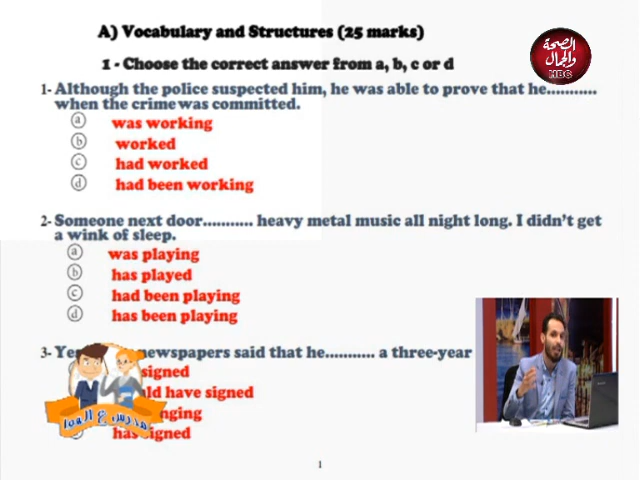 A) Vocabulary and Structures (25 marks)
الصحة
والجمال
HBC
1 - Choose the correct answer from a, b, c or d
1- Although the police suspected him, he was able to prove that he...........
when the crime was committed.
a was working
b worked
c had worked
d had been working
2- Someone next door........... heavy metal music all night long. I didn't get
a wink of sleep.
a was playing
b has played
c had been playing
d has been playing
3- newspapers said that he........... a three-year
signed
have signed
has signed
مدرس ع الهوا
1